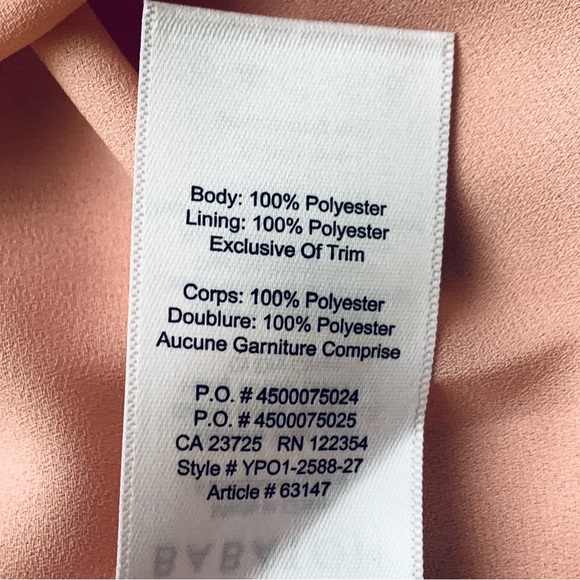 Body: 100% Polyester
Lining: 100% Polyester
Exclusive Of Trim
Corps: 100% Polyester
Doublure: 100% Polyester
Aucune Garniture Comprise
P.O. # 4500075024
P.O. # 4500075025
CA 23725 RN 122354
Style # YPO1-2588-27
Article # 63147